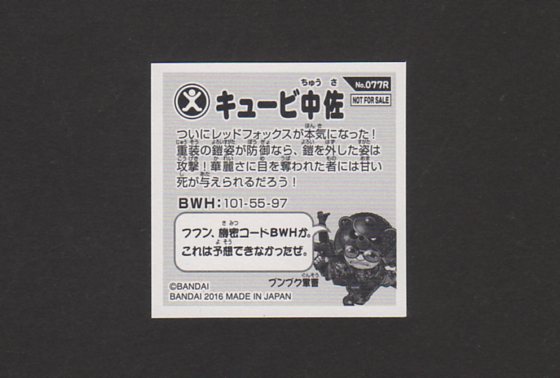 No.077R
NOT FOR SALE
キュービ中佐
ちゅう さ
ついにレッドフォックスが本気になった!
重装の鎧姿が防御なら、鎧を外した姿は
攻撃!華麗さに目を奪われた者には甘い
死が与えられるだろう!
BWH:101-55-97
フフン、機密コードBWHか。
これは予想できなかったぜ。
ブンブク軍曹
©BANDAI
BANDAI 2016 MADE IN JAPAN